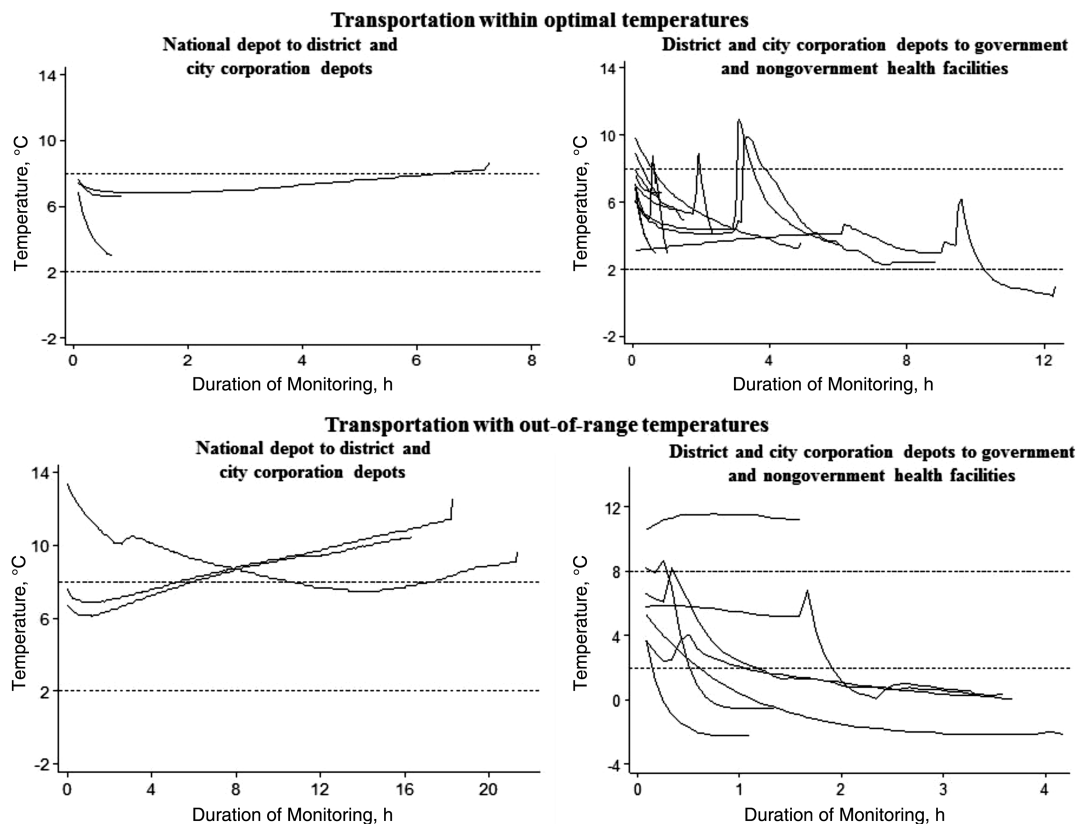 Transportation within optimal temperatures
National depot to district and
city corporation depots
14
10
6
2
-2
Temperature, °C
0
2
4
6
8
Duration of Monitoring, h
District and city corporation depots to government
and nongovernment health facilities
14
10
6
2
-2
Temperature, °C
0
4
8
12
Duration of Monitoring, h
Transportation with out-of-range temperatures
National depot to district and
city corporation depots
14
10
6
2
-2
Temperature, °C
0
4
8
12
16
20
Duration of Monitoring, h
District and city corporation depots to government
and nongovernment health facilities
12
8
4
0
-4
Temperature, °C
0
1
2
3
4
Duration of Monitoring, h